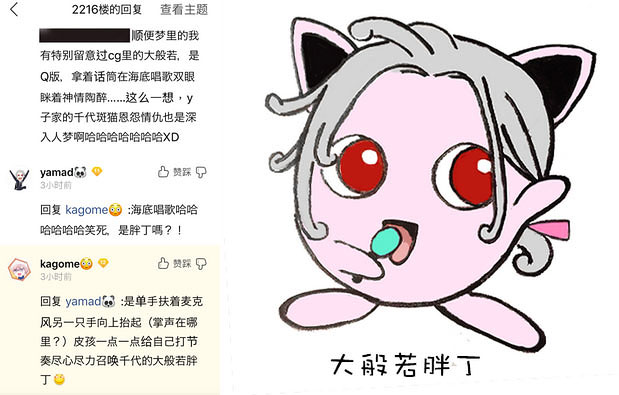 2216楼的回复 查看主题
顺便梦里的我
有特别留意过cg里的大般若，是
Q版，拿着话筒在海底唱歌双眼
眯着神情陶醉……这么一想，y
子家的千代斑猫恩怨情仇也是深
入人梦啊哈哈哈哈哈哈哈XD
yamad🐼 赞踩
3小时前
回复 kagome😳 :海底唱歌哈哈
哈哈哈哈哈笑死，是胖丁嗎？！
kagome😳 赞踩
3小时前
回复 yamad🐼 :是单手扶着麦克
风另一只手向上抬起（掌声在哪
里？）皮孩一点一点给自己打节
奏尽心尽力召唤千代的大般若胖
丁😊
大般若胖丁